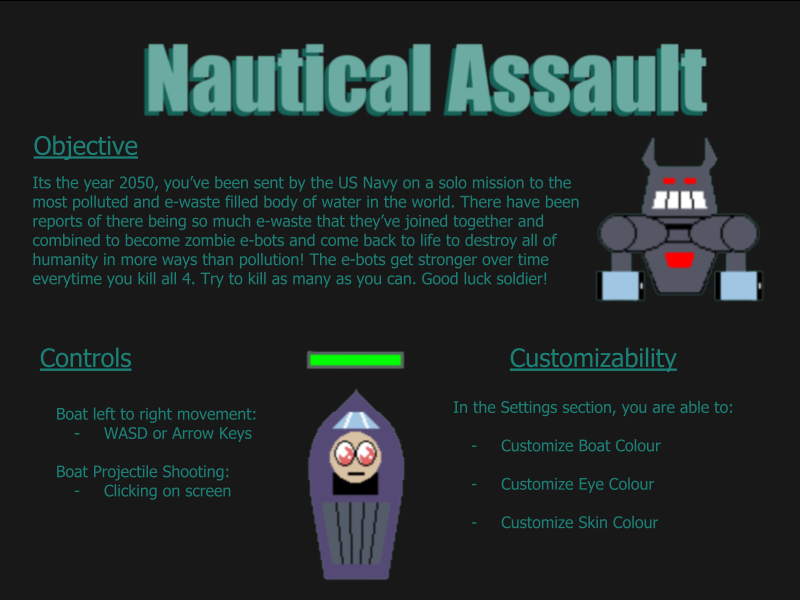 Nautical Assault
Objective
Its the year 2050, you've been sent by the US Navy on a solo mission to the
most polluted and e-waste filled body of water in the world. There have been
reports of there being so much e-waste that they've joined together and
combined to become zombie e-bots and come back to life to destroy all of
humanity in more ways than pollution! The e-bots get stronger over time
everytime you kill all 4. Try to kill as many as you can. Good luck soldier!
Controls
Boat left to right movement:
- WASD or Arrow Keys
Boat Projectile Shooting:
- Clicking on screen
Customizability
In the Settings section, you are able to:
- Customize Boat Colour
- Customize Eye Colour
- Customize Skin Colour